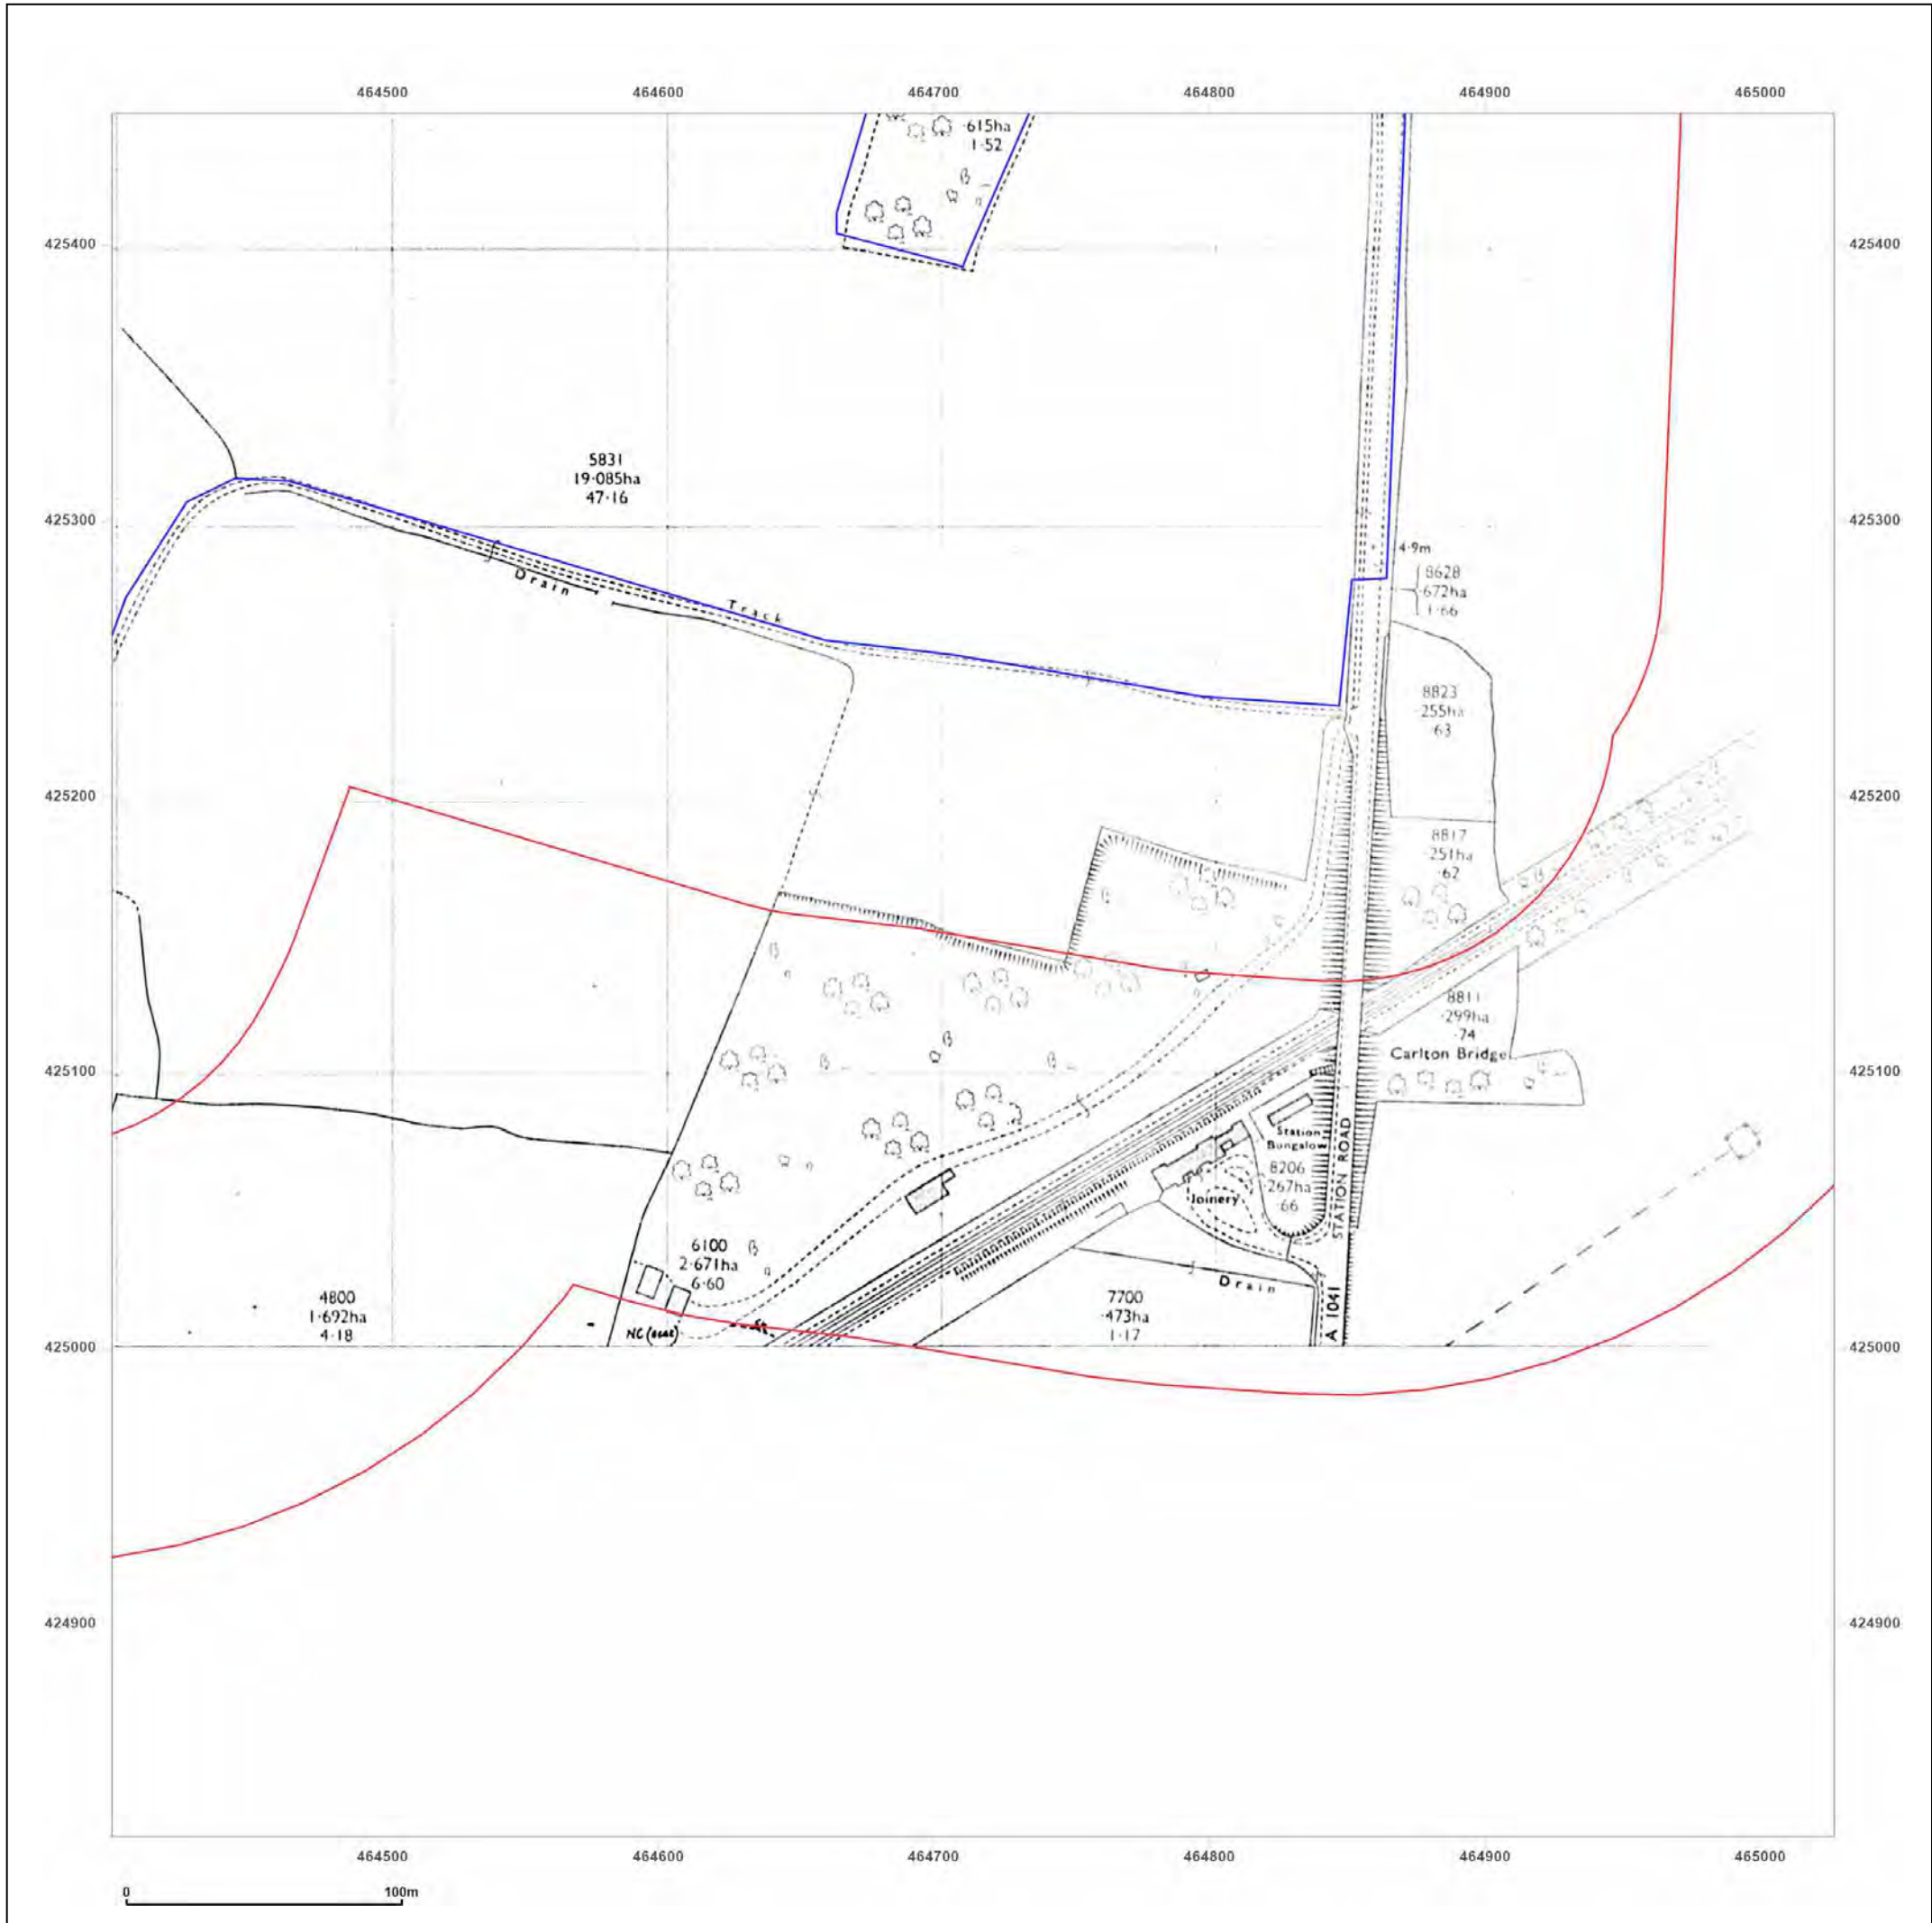 464500 464600 464700 464800 464900 465000
·615ha
1·52
425400 425400
5831
19·085ha
47·16
425300 425300
4·9m
8628
·672ha
1·66
Drain
Track
8823
·255ha
·63
425200 425200
8817
·251ha
·62
8811
·299ha
·74
Carlton Bridge
425100 425100
Station
Bungalow
8206
·267ha
·66
Joinery
STATION ROAD
A 1041
6100
2·671ha
6·60
Drain
4800
1·692ha
4·18
NC
7700
·473ha
1·17
425000 425000
424900 424900
464500 464600 464700 464800 464900 465000
0 100m